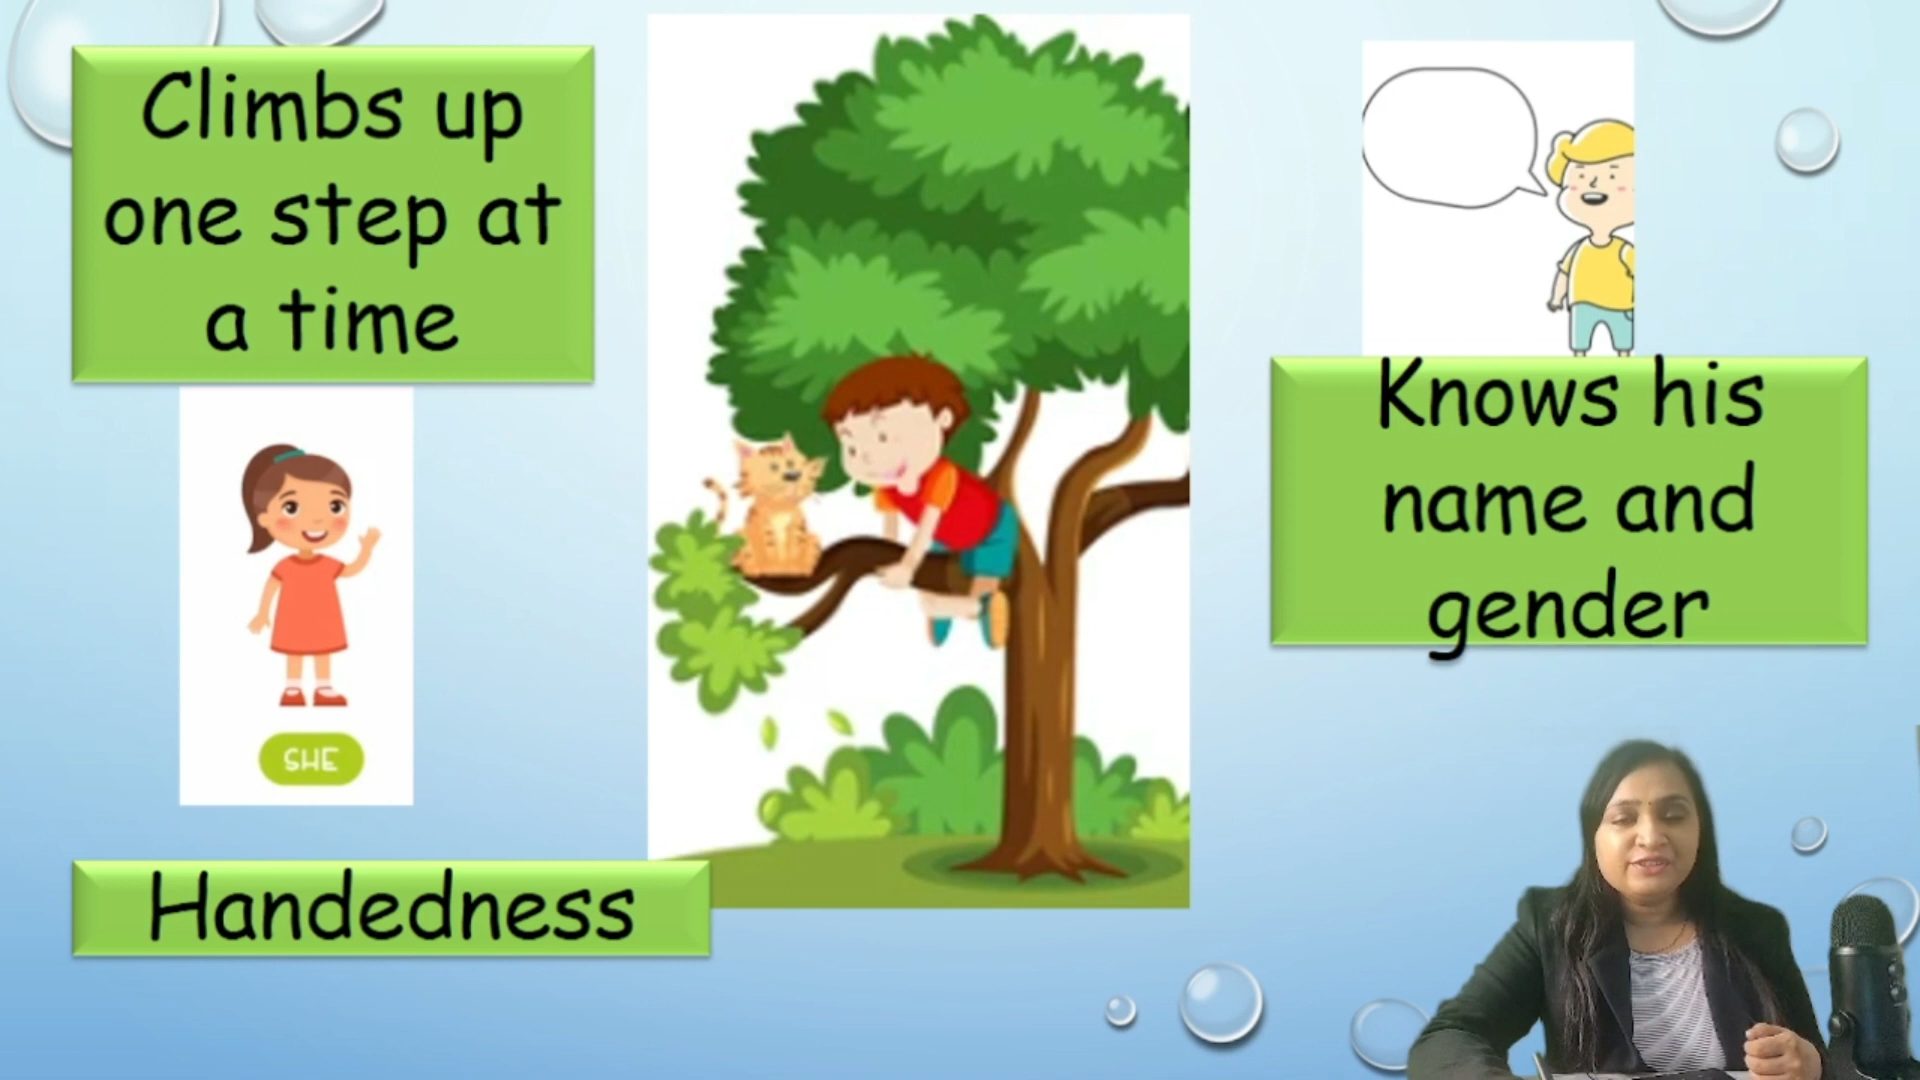 Climbs up
one step at
a time
SHE
Handedness
Knows his
name and
gender